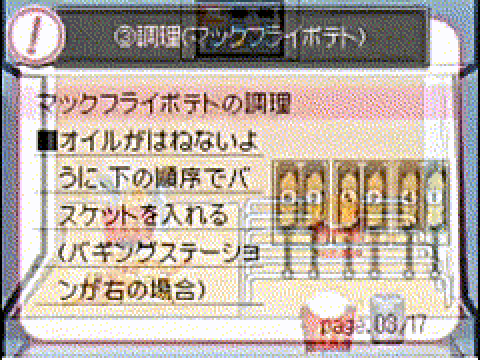 ③調理(マックフライポテト)
マックフライポテトの調理
■オイルがはねないよ
うに、下の順序でバ
スケットを入れる
(バギングステーショ
ンが右の場合)
page.03/17